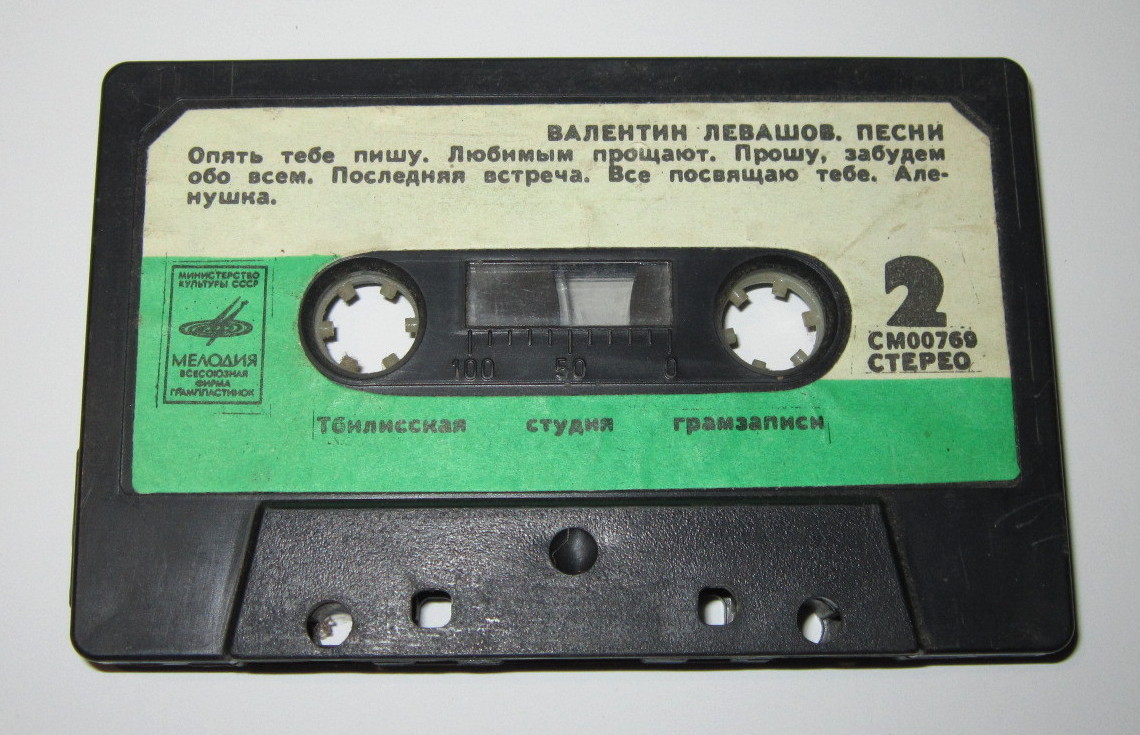 ВАЛЕНТИН ЛЕВАШОВ. ПЕСНИ
Опять тебе пишу. Любимым прощают. Прошу, забудем
обо всем. Последняя встреча. Все посвящаю тебе. Але-
нушка.
МИНИСТЕРСТВО
КУЛЬТУРЫ СССР
МЕЛОДИЯ
ВСЕСОЮЗНАЯ
ФИРМА
ГРАМПЛАСТИНОК
2
СМ00769
СТЕРЕО
100 50 0
Тбилисская студия грамзаписи